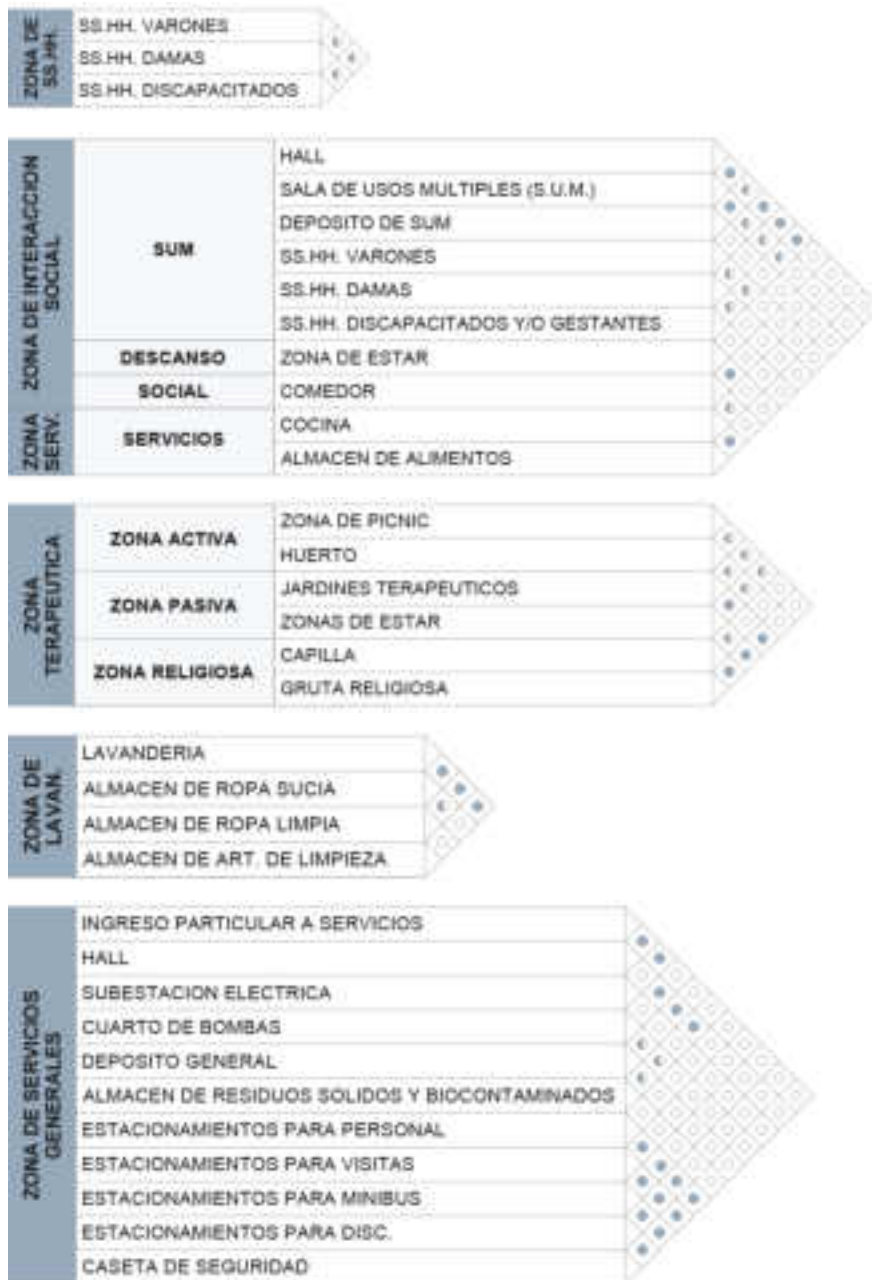 ZONA DE
SS.HH.
SS.HH. VARONES
SS.HH. DAMAS
SS.HH. DISCAPACITADOS
ZONA DE INTERACCION
SOCIAL
SUM
HALL
SALA DE USOS MULTIPLES (S.U.M.)
DEPOSITO DE SUM
SS.HH. VARONES
SS.HH. DAMAS
SS.HH. DISCAPACITADOS Y/O GESTANTES
DESCANSO
ZONA DE ESTAR
SOCIAL
COMEDOR
ZONA
SERV.
SERVICIOS
COCINA
ALMACEN DE ALIMENTOS
ZONA
TERAPEUTICA
ZONA ACTIVA
ZONA DE PICNIC
HUERTO
ZONA PASIVA
JARDINES TERAPEUTICOS
ZONAS DE ESTAR
ZONA RELIGIOSA
CAPILLA
GRUTA RELIGIOSA
ZONA DE
LAVAN.
LAVANDERIA
ALMACEN DE ROPA SUCIA
ALMACEN DE ROPA LIMPIA
ALMACEN DE ART. DE LIMPIEZA
ZONA DE SERVICIOS
GENERALES
INGRESO PARTICULAR A SERVICIOS
HALL
SUBESTACION ELECTRICA
CUARTO DE BOMBAS
DEPOSITO GENERAL
ALMACEN DE RESIDUOS SOLIDOS Y BIOCONTAMINADOS
ESTACIONAMIENTOS PARA PERSONAL
ESTACIONAMIENTOS PARA VISITAS
ESTACIONAMIENTOS PARA MINIBUS
ESTACIONAMIENTOS PARA DISC.
CASETA DE SEGURIDAD